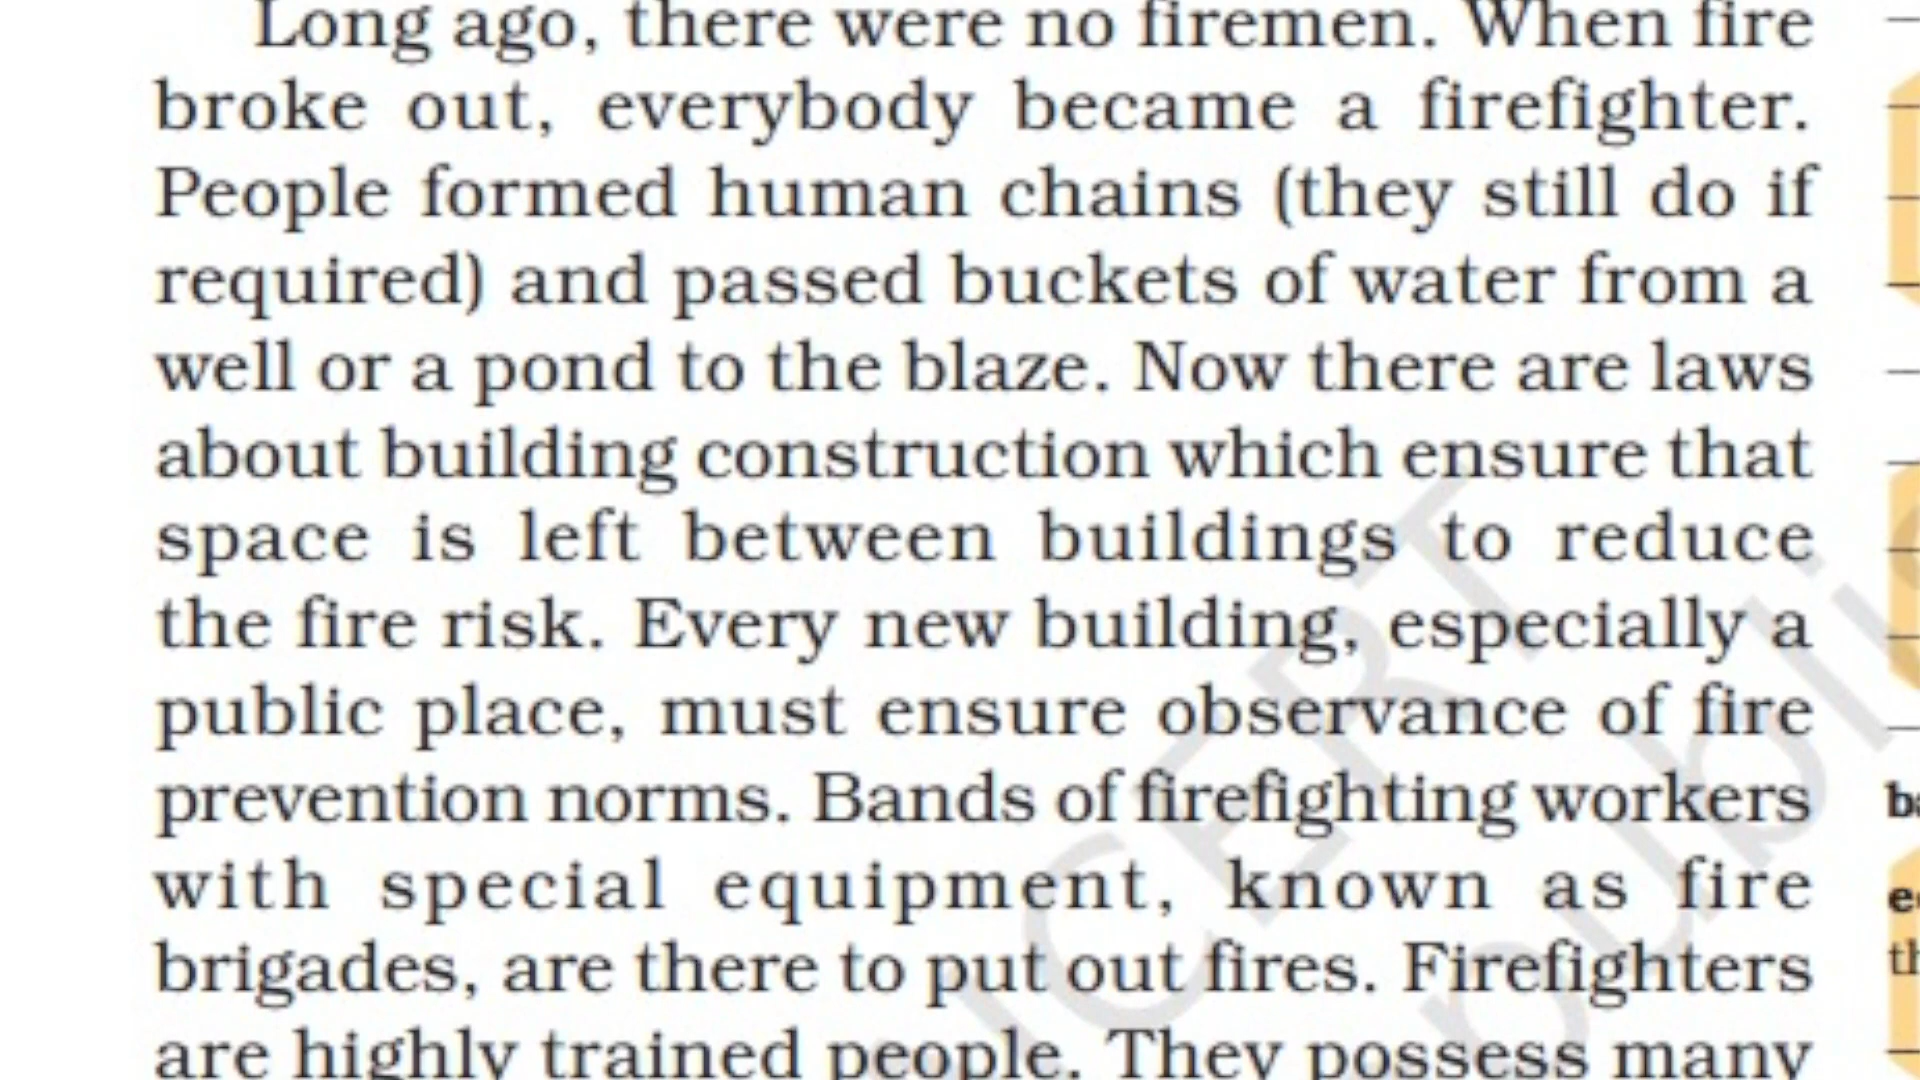 Long ago, there were no firemen. When fire
broke out, everybody became a firefighter.
People formed human chains (they still do if
required) and passed buckets of water from a
well or a pond to the blaze. Now there are laws
about building construction which ensure that
space is left between buildings to reduce
the fire risk. Every new building, especially a
public place, must ensure observance of fire
prevention norms. Bands of firefighting workers
with special equipment, known as fire
brigades, are there to put out fires. Firefighters
are highly trained people. They possess many